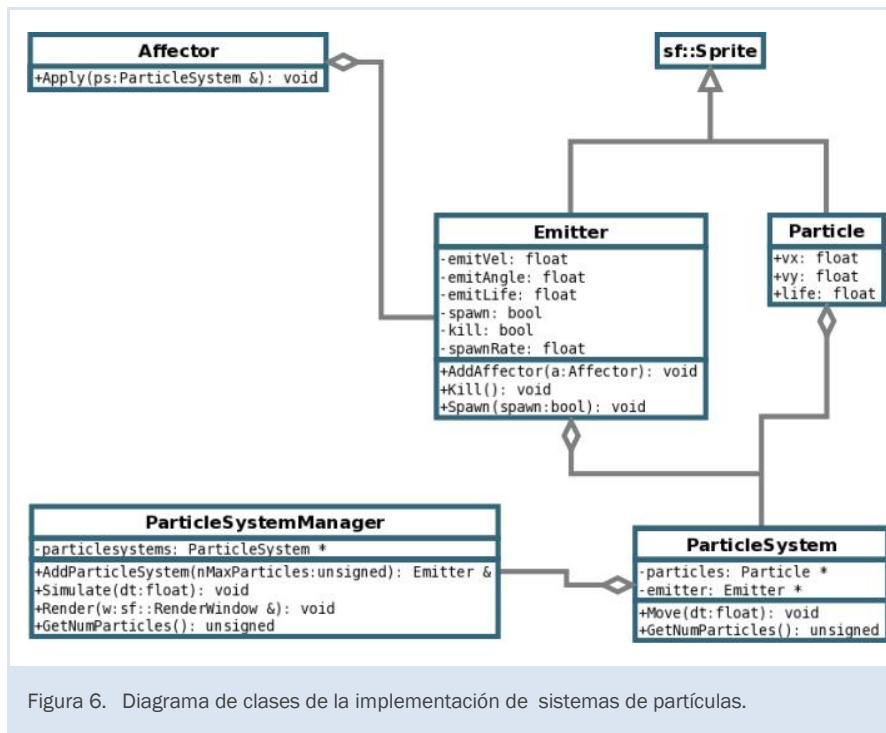 Affector
+Apply(ps:ParticleSystem &): void
sf::Sprite
Emitter
-emitVel: float
-emitAngle: float
-emitLife: float
-spawn: bool
-kill: bool
-spawnRate: float
+AddAffector(a:Affector): void
+Kill(): void
+Spawn(spawn:bool): void
Particle
+vx: float
+vy: float
+life: float
ParticleSystemManager
-particlesystems: ParticleSystem *
+AddParticleSystem(nMaxParticles:unsigned): Emitter &
+Simulate(dt:float): void
+Render(w:sf::RenderWindow &): void
+GetNumParticles(): unsigned
ParticleSystem
-particles: Particle *
-emitter: Emitter *
+Move(dt:float): void
+GetNumParticles(): unsigned
Figura 6. Diagrama de clases de la implementación de sistemas de partículas.